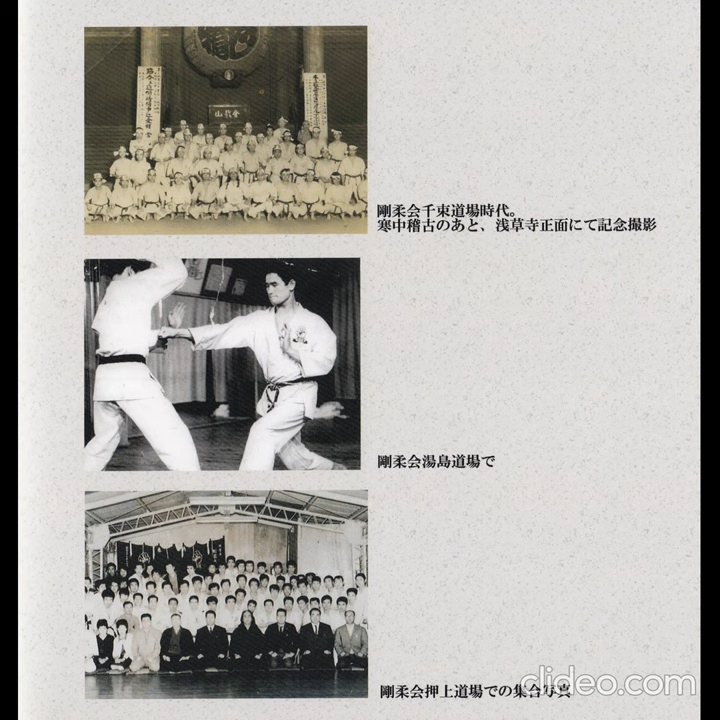 剛柔会千束道場時代。
寒中稽古のあと、浅草寺正面にて記念撮影
剛柔会湯島道場で
剛柔会押上道場での集合写真
clideo.com